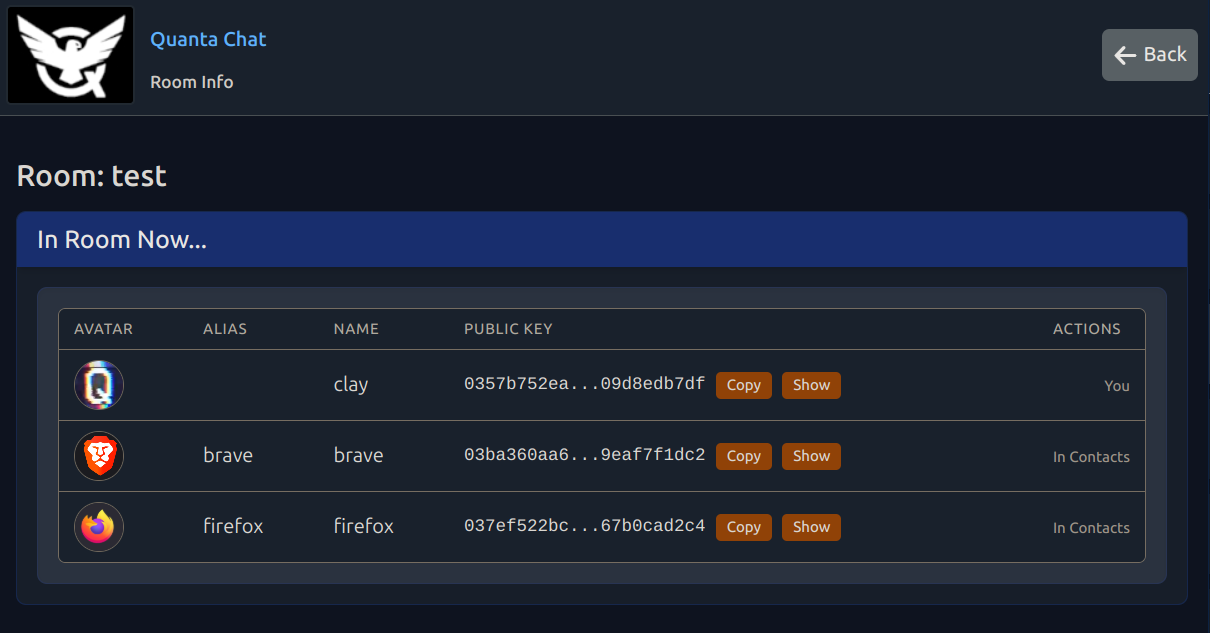 Quanta Chat
Room Info
Back
Room: test
In Room Now...
AVATAR ALIAS NAME PUBLIC KEY ACTIONS
clay 0357b752ea...09d8edb7df Copy Show You
brave brave 03ba360aa6...9eaf7f1dc2 Copy Show In Contacts
firefox firefox 037ef522bc...67b0cad2c4 Copy Show In Contacts